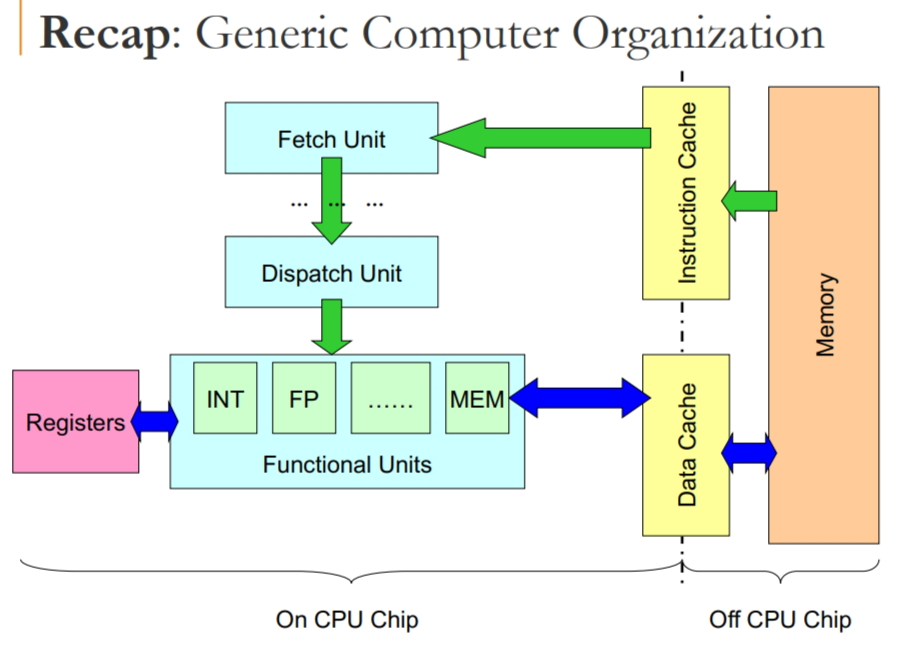 Recap: Generic Computer Organization
Fetch Unit
... ... ...
Dispatch Unit
INT
FP
......
MEM
Functional Units
Registers
Instruction Cache
Data Cache
Memory
On CPU Chip
Off CPU Chip